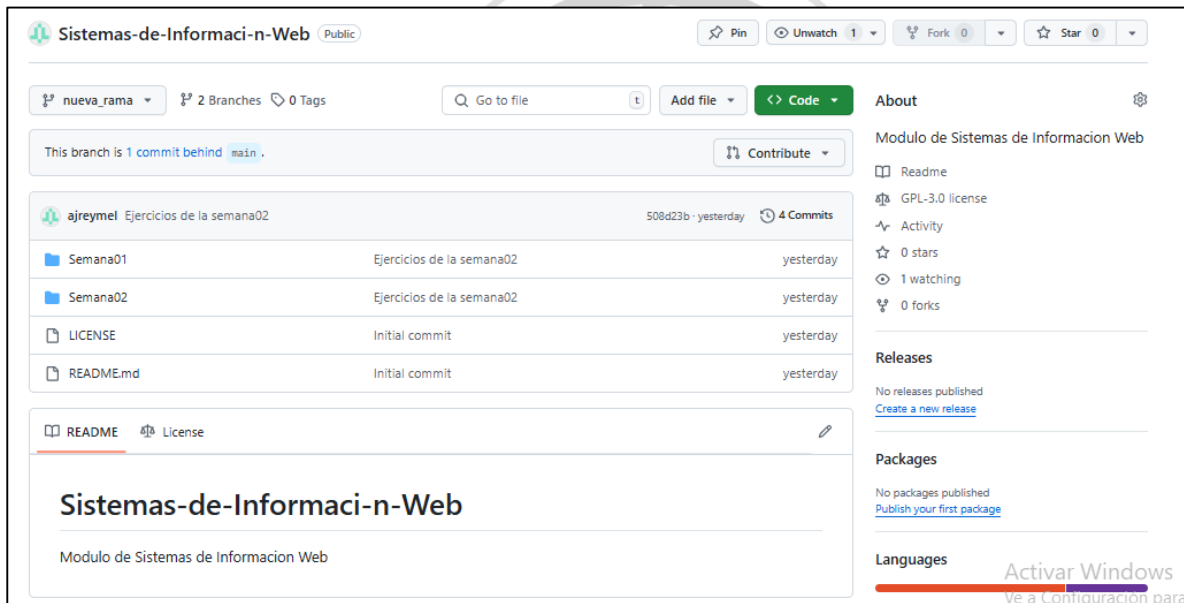 Sistemas-de-Informaci-n-Web Public Pin Unwatch 1 Fork 0 Star 0
nueva_rama 2 Branches 0 Tags Go to file t Add file <> Code
This branch is 1 commit behind main .
Contribute
ajreymel Ejercicios de la semana02 508d23b · yesterday 4 Commits
Semana01 Ejercicios de la semana02 yesterday
Semana02 Ejercicios de la semana02 yesterday
LICENSE Initial commit yesterday
README.md Initial commit yesterday
README License
Sistemas-de-Informaci-n-Web
Modulo de Sistemas de Informacion Web
About
Modulo de Sistemas de Informacion Web
Readme
GPL-3.0 license
Activity
0 stars
1 watching
0 forks
Releases
No releases published
Create a new release
Packages
No packages published
Publish your first package
Languages
Activar Windows
Ve a Configuración para